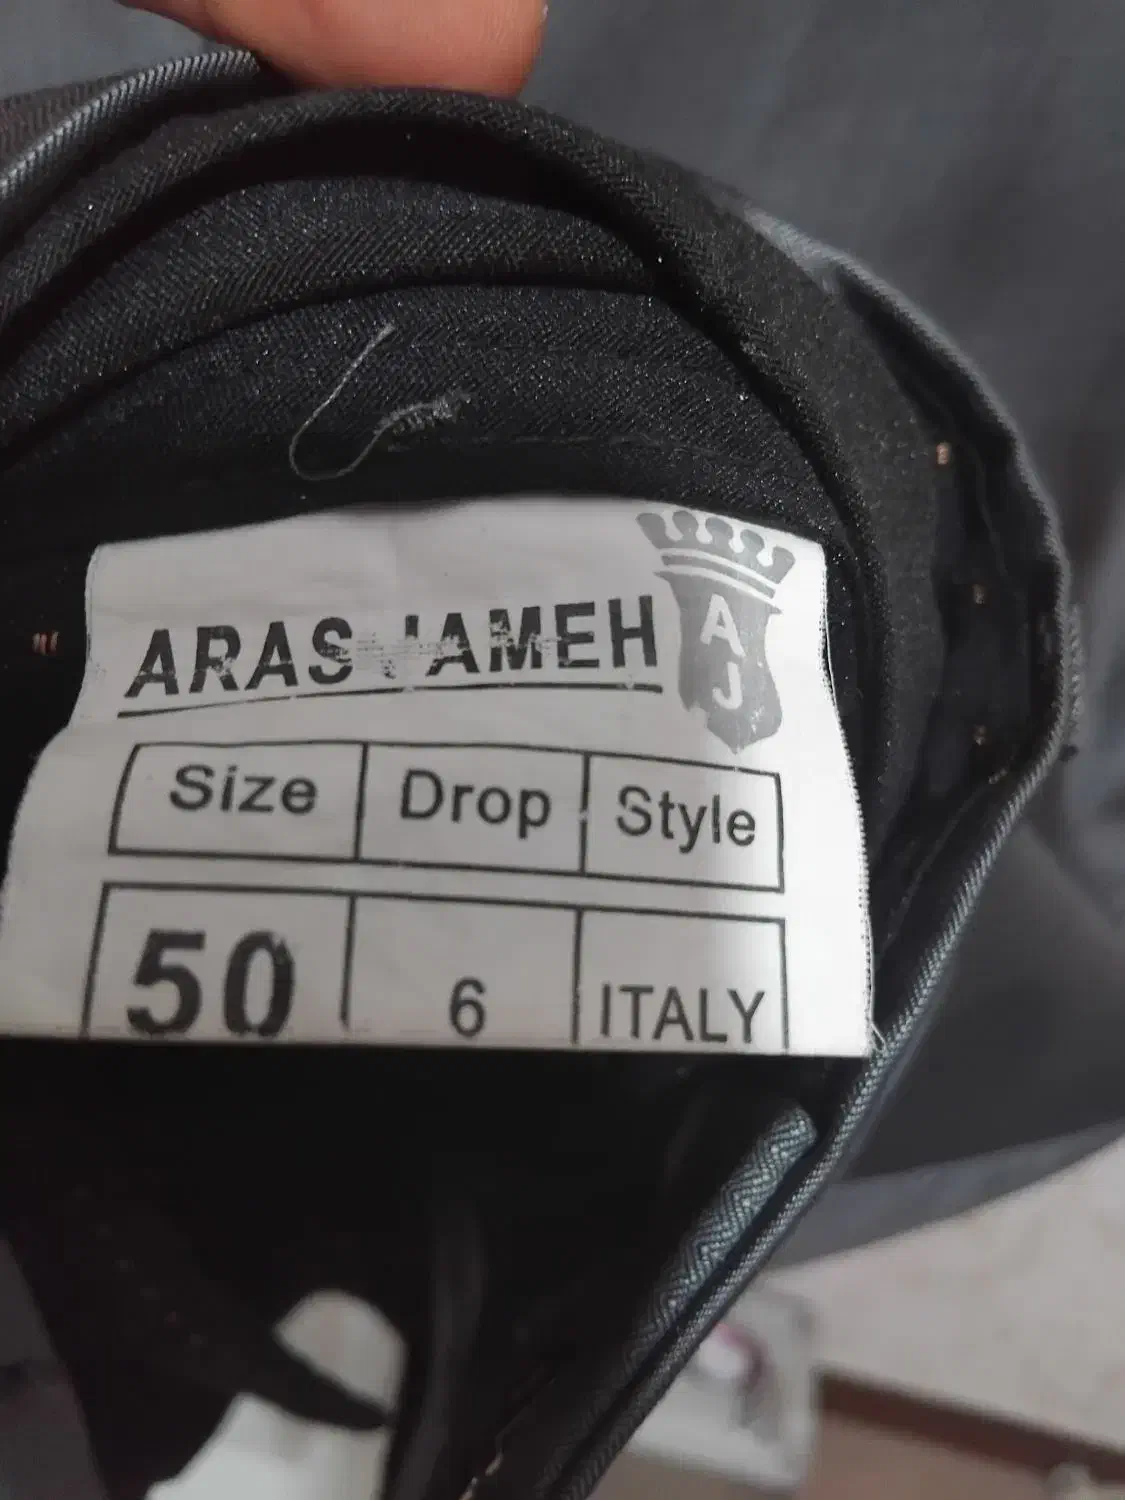 ARAS JAMEH
A
J
Size Drop Style
50 6 ITALY